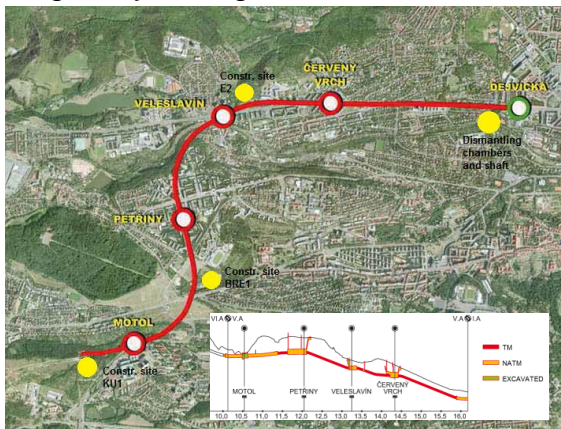 Constr. site
E2
ČERVENÝ
VRCH
VELESLAVÍN
DEJVICKÁ
Dismantling
chambers
and shaft
PETŘINY
Constr. site
BRE1
MOTOL
Constr. site
KU1
VI.A V.A
V.A I.A
TM
NATM
EXCAVATED
MOTOL
PETŘINY
VELESLAVÍN
ČERVENÝ
VRCH
10,0 10,5 11,0 11,5 12,0 12,5 13,0 13,5 14,0 14,5 15,0 15,5 16,0